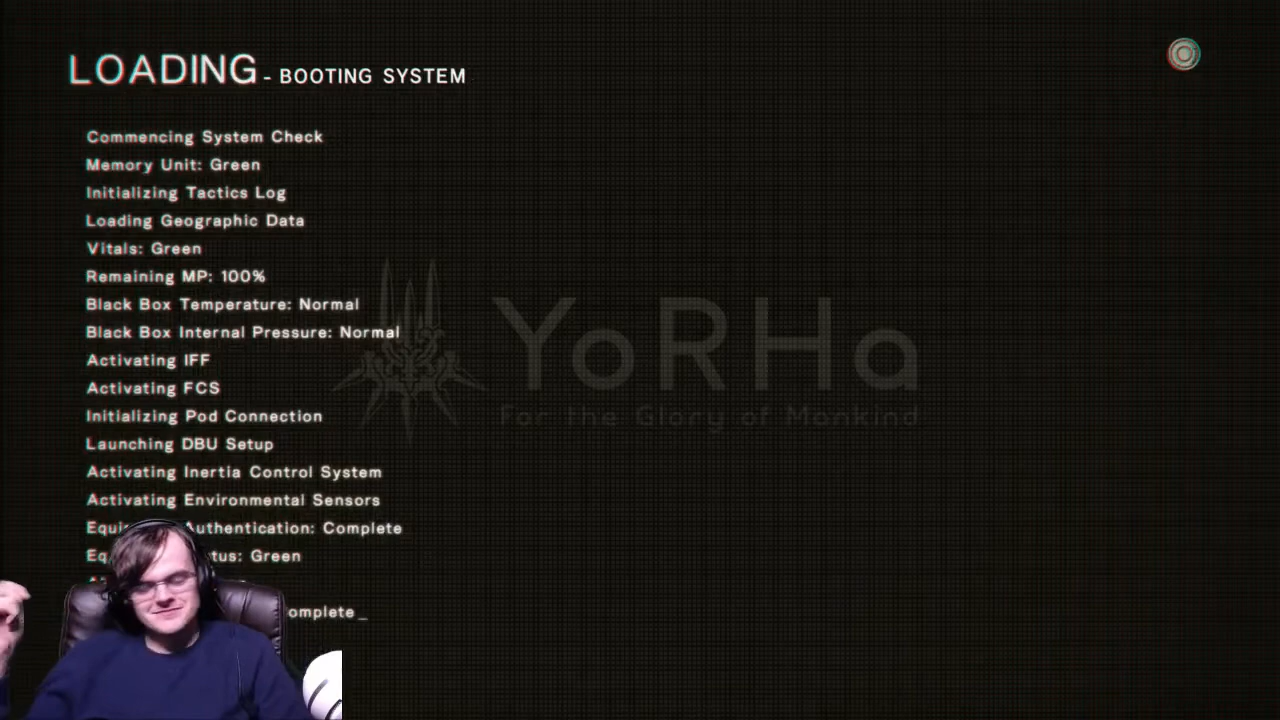 LOADING - BOOTING SYSTEM
Commencing System Check
Memory Unit: Green
Initializing Tactics Log
Loading Geographic Data
Vitals: Green
Remaining MP: 100%
Black Box Temperature: Normal
Black Box Internal Pressure: Normal
Activating IFF
Activating FCS
Initializing Pod Connection
Launching DBU Setup
Activating Inertia Control System
Activating Environmental Sensors
Authentication: Complete
Green
YoRHa
For the Glory of Mankind